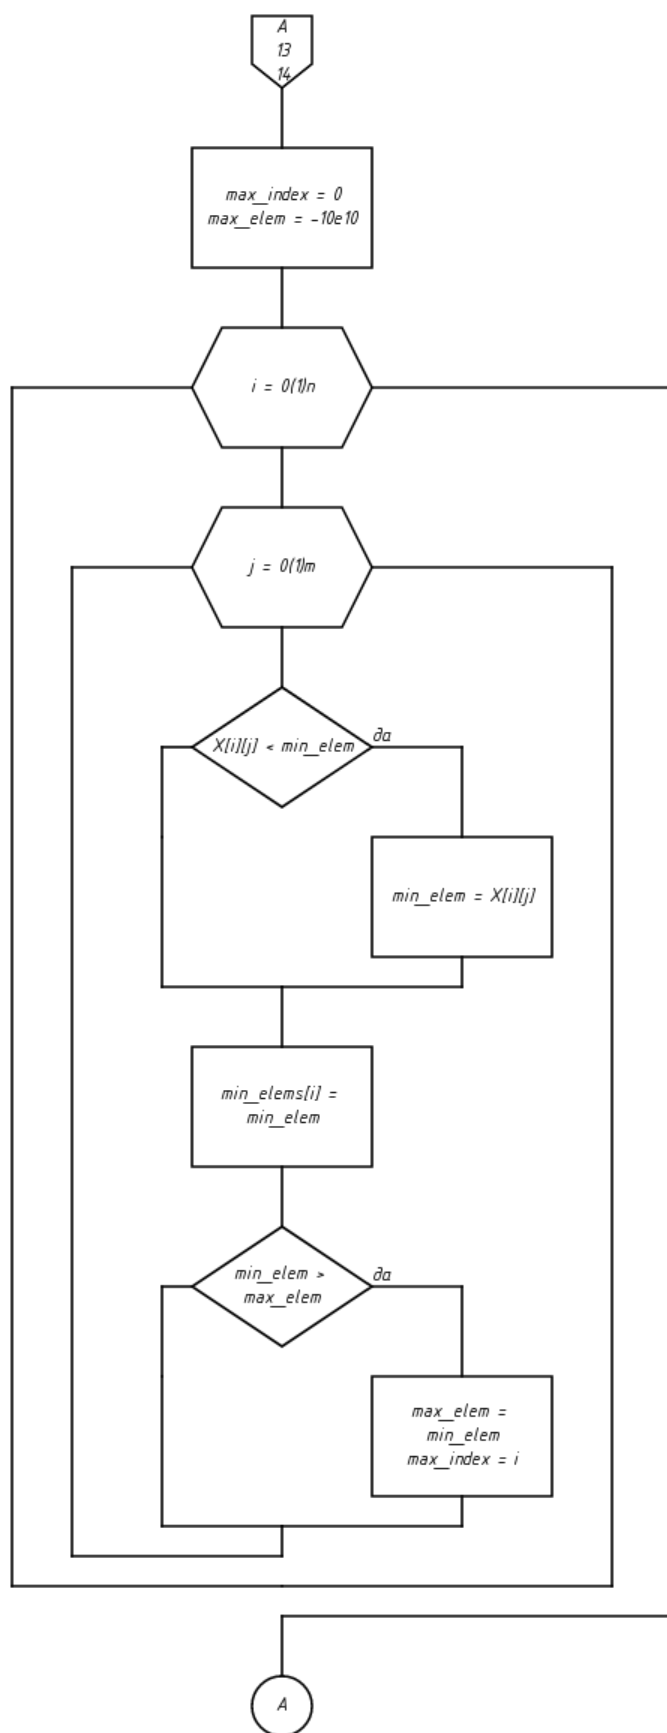 A
13
14
max_index = 0
max_elem = -10e10
i = 0(1)n
j = 0(1)m
X[i][j] < min_elem
да
min_elem = X[i][j]
min_elems[i] =
min_elem
min_elem >
max_elem
да
max_elem =
min_elem
max_index = i
A